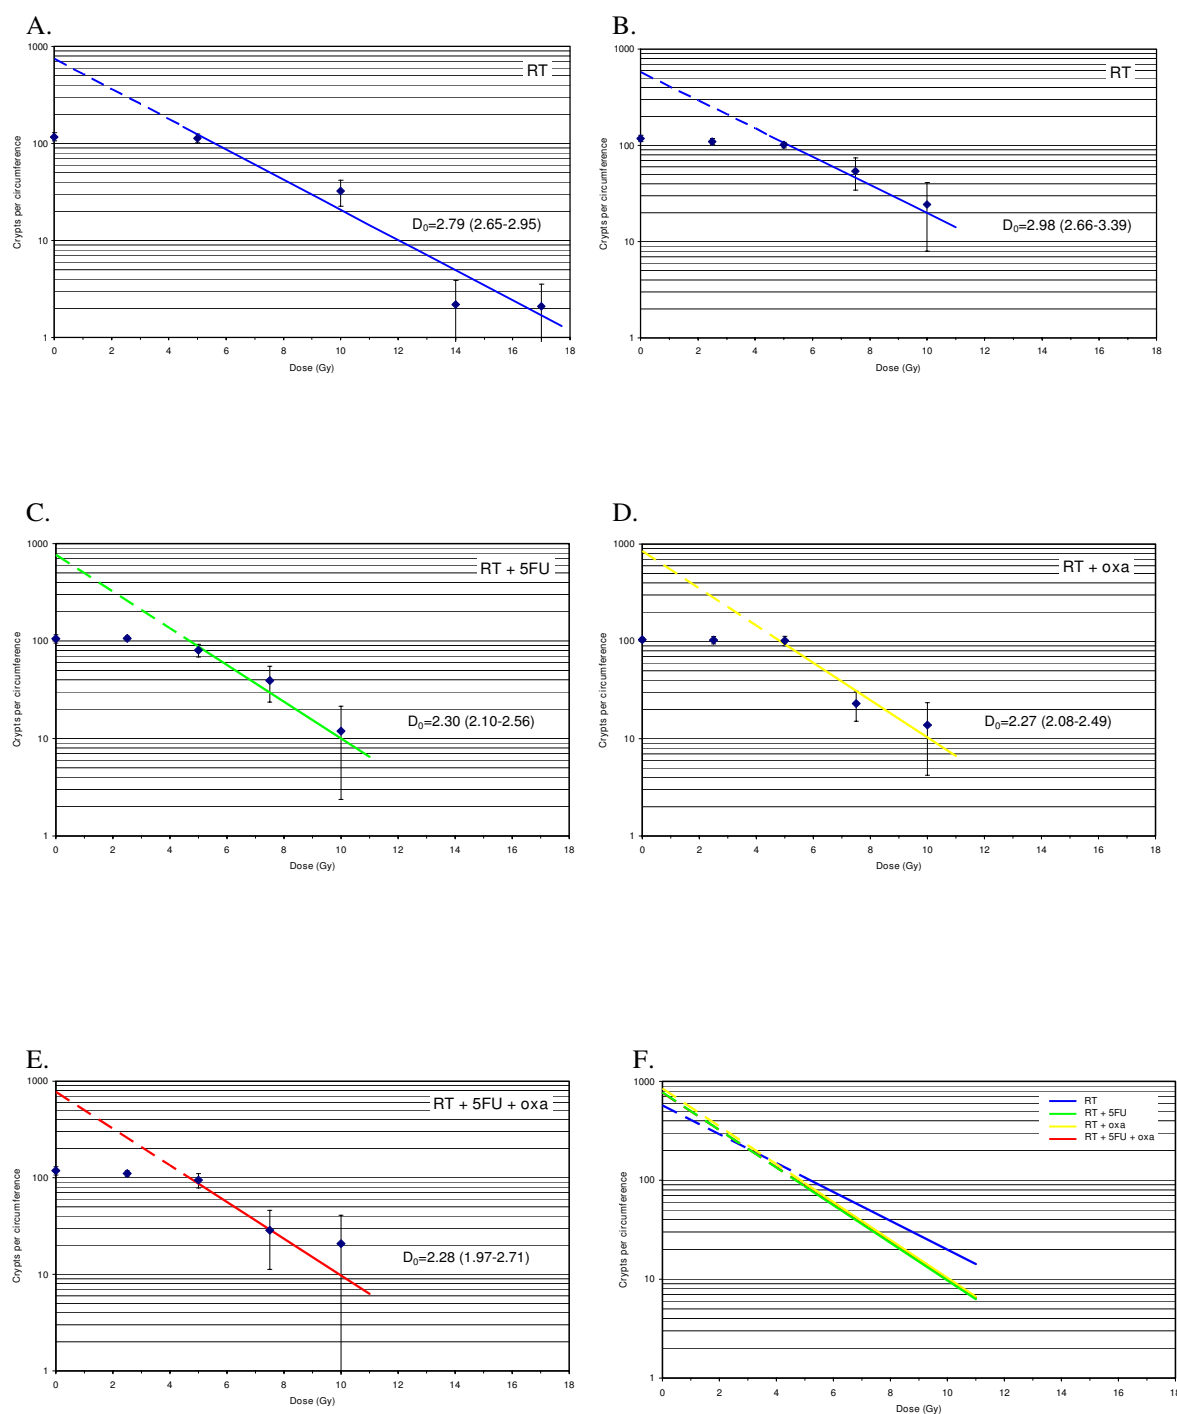 A.
1000
100
10
1
Crypts per circumference
RT
D₀=2.79 (2.65-2.95)
0 2 4 6 8 10 12 14 16 18
Dose (Gy)
B.
1000
100
10
1
Crypts per circumference
RT
D₀=2.98 (2.66-3.39)
0 2 4 6 8 10 12 14 16 18
Dose (Gy)
C.
1000
100
10
1
Crypts per circumference
RT + 5FU
D₀=2.30 (2.10-2.56)
0 2 4 6 8 10 12 14 16 18
Dose (Gy)
D.
1000
100
10
1
Crypts per circumference
RT + oxa
D₀=2.27 (2.08-2.49)
0 2 4 6 8 10 12 14 16 18
Dose (Gy)
E.
1000
100
10
1
Crypts per circumference
RT + 5FU + oxa
D₀=2.28 (1.97-2.71)
0 2 4 6 8 10 12 14 16 18
Dose (Gy)
F.
1000
100
10
1
Crypts per circumference
RT
RT + 5FU
RT + oxa
RT + 5FU + oxa
0 2 4 6 8 10 12 14 16 18
Dose (Gy)